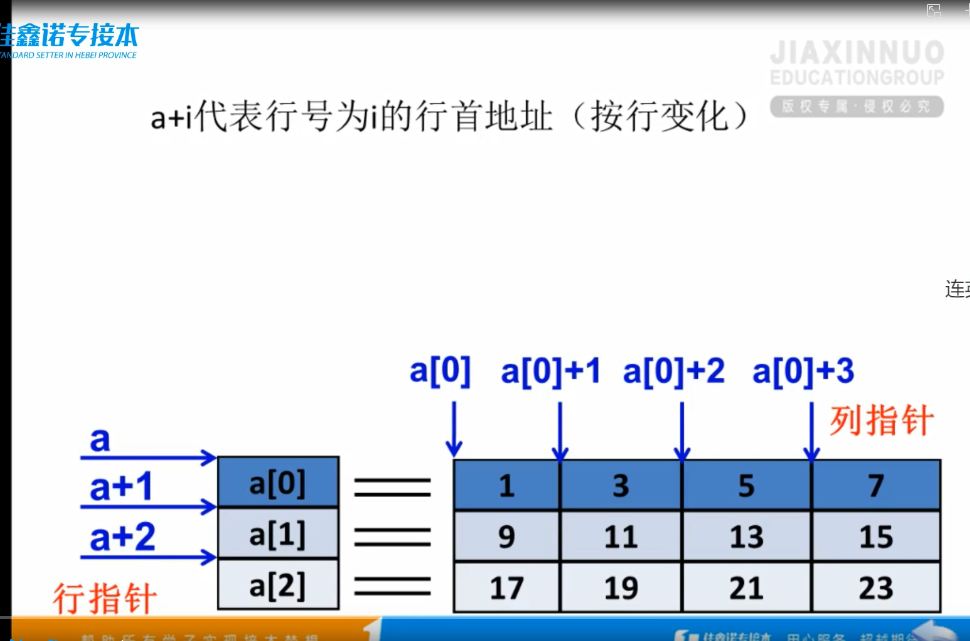 佳鑫诺专接本
STANDARD SETTER IN HEBEI PROVINCE
JIAXINNUO
EDUCATIONGROUP
版权专属·侵权必究
a+i代表行号为i的行首地址（按行变化）
连
a[0] a[0]+1 a[0]+2 a[0]+3
列指针
a
a+1
a+2
行指针
a[0] 1 3 5 7
a[1] 9 11 13 15
a[2] 17 19 21 23